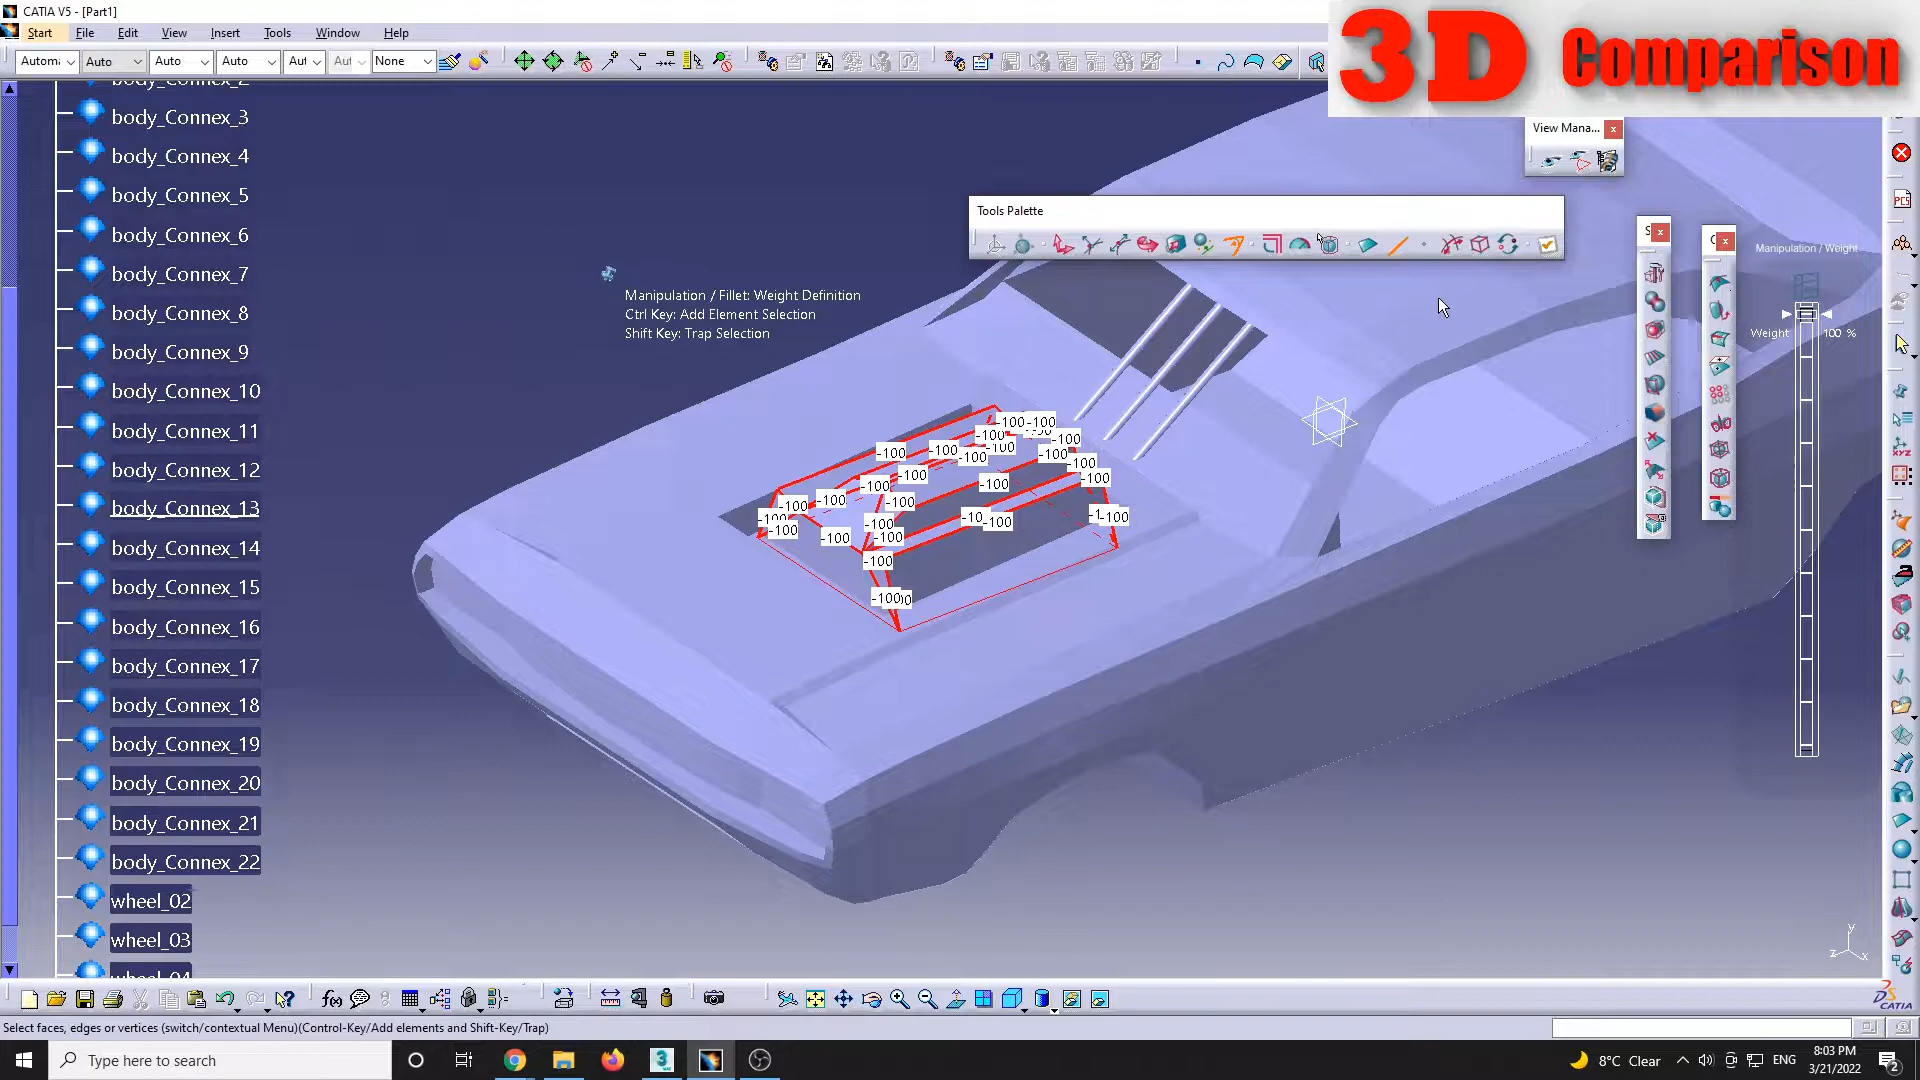 CATIA V5 - [Part1]
3D Comparison
Start File Edit View Insert Tools Window Help
Auto Auto Auto None
View Mana...
body_Connex_3
body_Connex_4
body_Connex_5
body_Connex_6
body_Connex_7
body_Connex_8
body_Connex_9
body_Connex_10
body_Connex_11
body_Connex_12
body_Connex_13
body_Connex_14
body_Connex_15
body_Connex_16
body_Connex_17
body_Connex_18
body_Connex_19
body_Connex_20
body_Connex_21
body_Connex_22
wheel_02
wheel_03
wheel_04
Tools Palette
Manipulation / Weight
Weight 100 %
Manipulation / Fillet: Weight Definition
Ctrl Key: Add Element Selection
Shift Key: Trap Selection
-100 -100
-100 -100
-100 -100 -100
-100 -100 -100
-100 -100 -100
-100 -100 -100
-100 -100 -100
-100 -100
-100 -100 -100
-100
-100
-100
y
z x
CATIA
Select faces, edges or vertices (switch/contextual Menu)(Control-Key/Add elements and Shift-Key/Trap)
Type here to search
8°C Clear
ENG
8:03 PM
3/21/2022